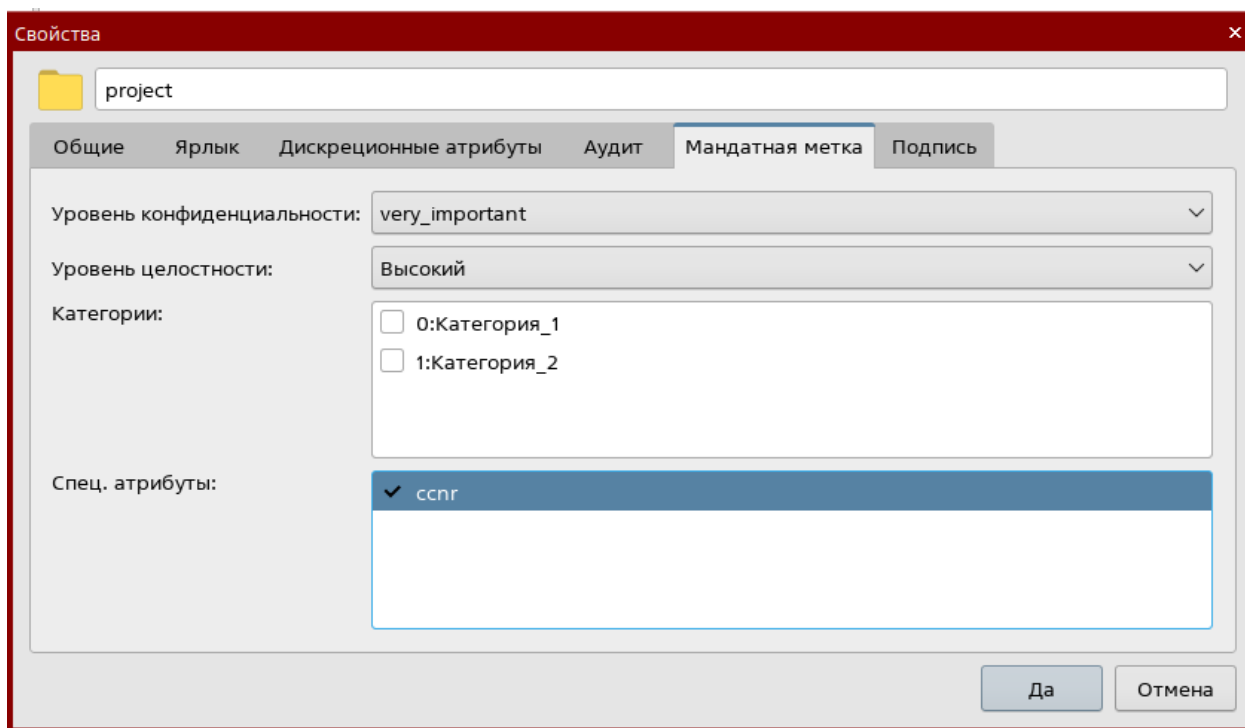 Свойства
project
Общие Ярлык Дискреционные атрибуты Аудит Мандатная метка Подпись
Уровень конфиденциальности: very_important
Уровень целостности: Высокий
Категории:
0:Категория_1
1:Категория_2
Спец. атрибуты:
ccnr
Да Отмена